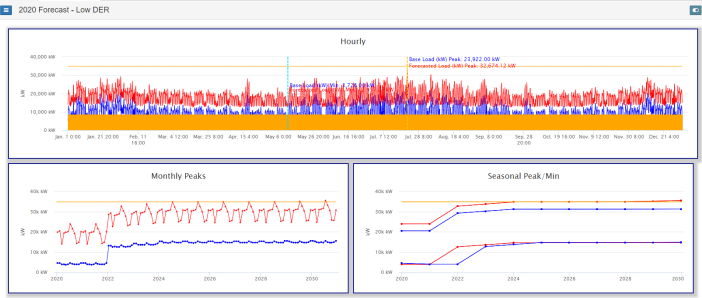 2020 Forecast - Low DER
Hourly
Base Load (kW) Peak: 23,922.00 kW
Forecasted Load (kW) Peak: 32,674.12 kW
40,000 kW
30,000 kW
20,000 kW
10,000 kW
0 kW
kW
Base Load (kW) Min:
Jan. 1 0:00 Jan. 21 20:00 Feb. 11 18:00 Mar. 4 12:00 Mar. 25 8:00 Apr. 15 4:00 May 6 0:00 May 26 20:00 Jun. 16 16:00 Jul. 7 12:00 Jul. 28 8:00 Aug. 18 4:00 Sep. 8 0:00 Sep. 28 20:00 Oct. 19 16:00 Nov. 9 12:00 Nov. 30 8:00 Dec. 21 4:00
Monthly Peaks
40k kW
30k kW
20k kW
10k kW
0 kW
kW
2020 2022 2024 2026 2028 2030
Seasonal Peak/Min
40k kW
30k kW
20k kW
10k kW
0 kW
kW
2020 2022 2024 2026 2028 2030